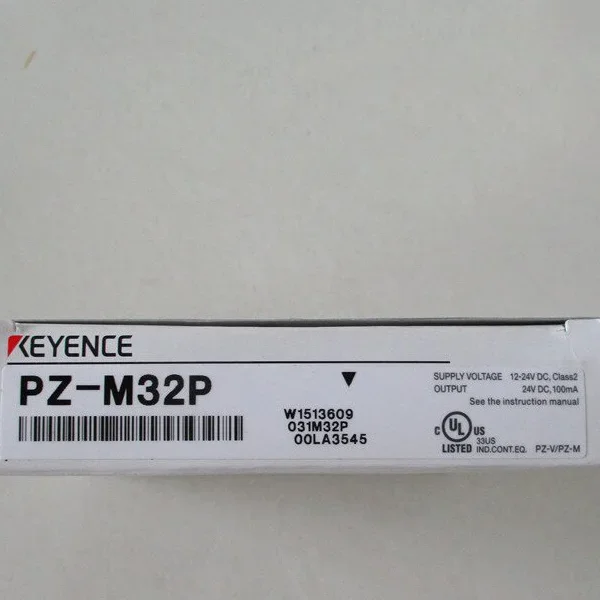 KEYENCE
PZ-M32P
W1513609
031M32P
00LA3545
SUPPLY VOLTAGE 12-24V DC, Class2
OUTPUT 24V DC, 100mA
See the instruction manual
C UL US
33US
LISTED IND.CONT.EQ. PZ-V/PZ-M